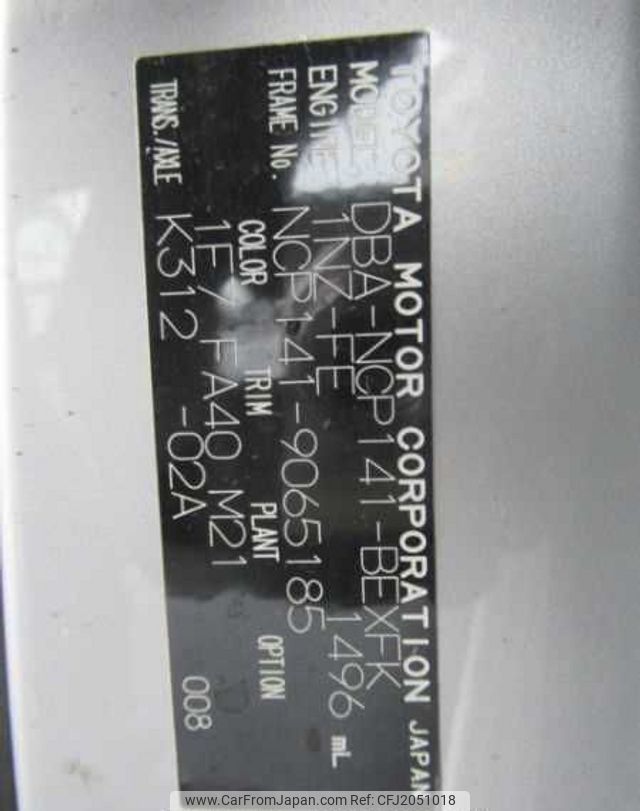 TOYOTA MOTOR CORPORATION JAPAN
MODEL DBA-NCP141-BEXFK
ENGINE 1NZ-FE 1496 mL
FRAME No. NCP141-9065185
COLOR TRIM PLANT OPTION
1F7 FA40 M21
TRANS./AXLE K312 -02A
008
www.CarFromJapan.com Ref: CFJ2051018